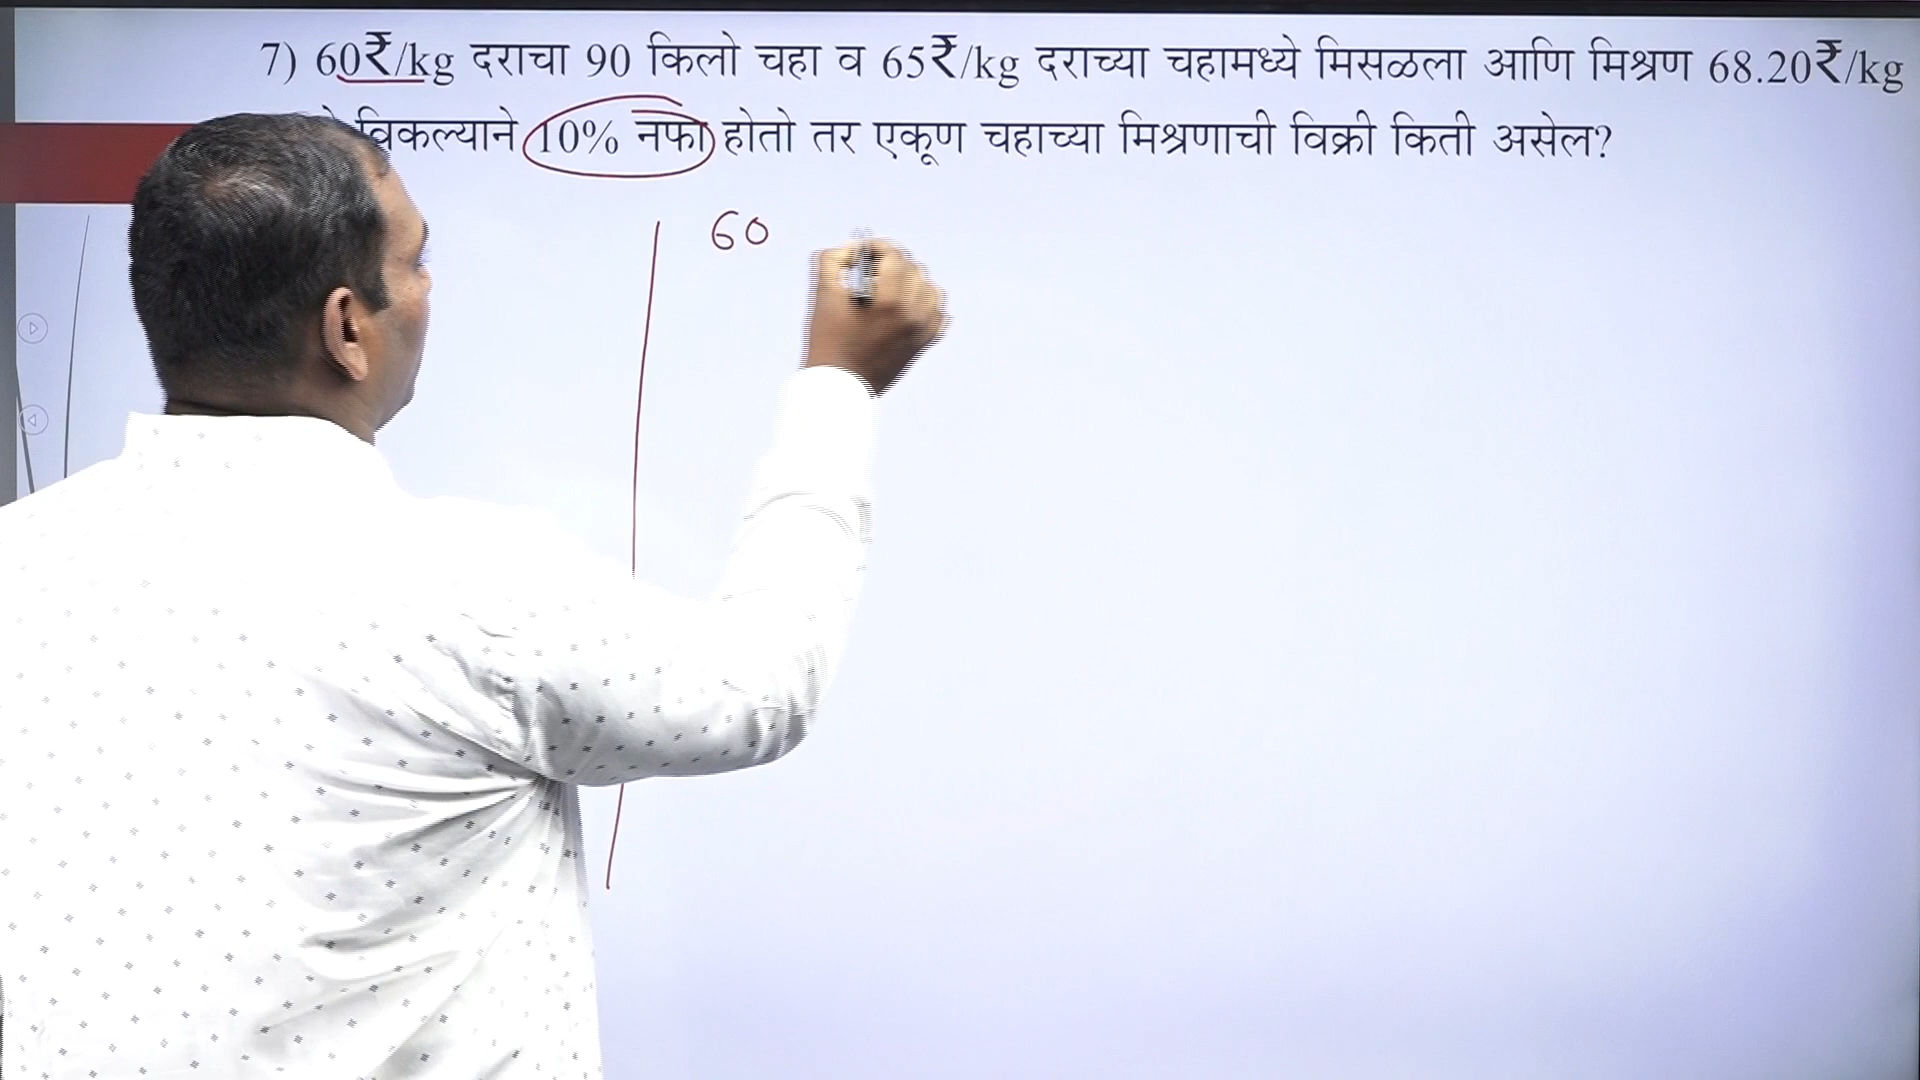 7) 60₹/kg दराचा 90 किलो चहा व 65₹/kg दराच्या चहामध्ये मिसळला आणि मिश्रण 68.20₹/kg
विकल्याने 10% नफा होतो तर एकूण चहाच्या मिश्रणाची विक्री किती असेल?
60